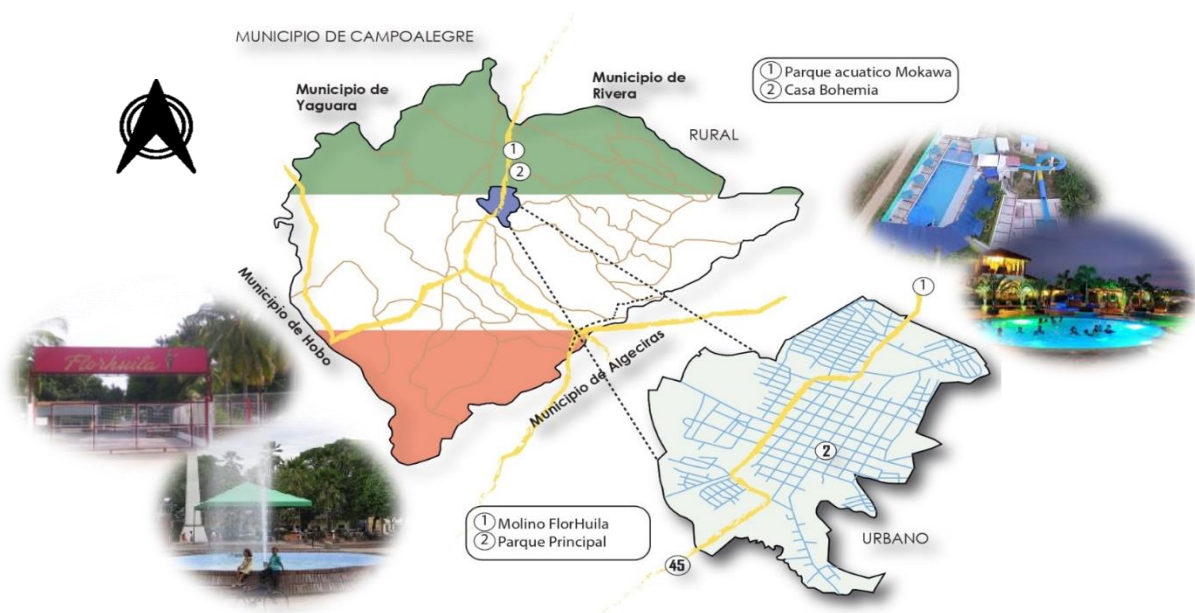 MUNICIPIO DE CAMPOALEGRE
Municipio de
Yaguara
Municipio de
Rivera
1 Parque acuatico Mokawa
2 Casa Bohemia
RURAL
1
2
Municipio de Hobo
Municipio de Algeciras
Florhuila
1
2
1 Molino FlorHuila
2 Parque Principal
URBANO
45